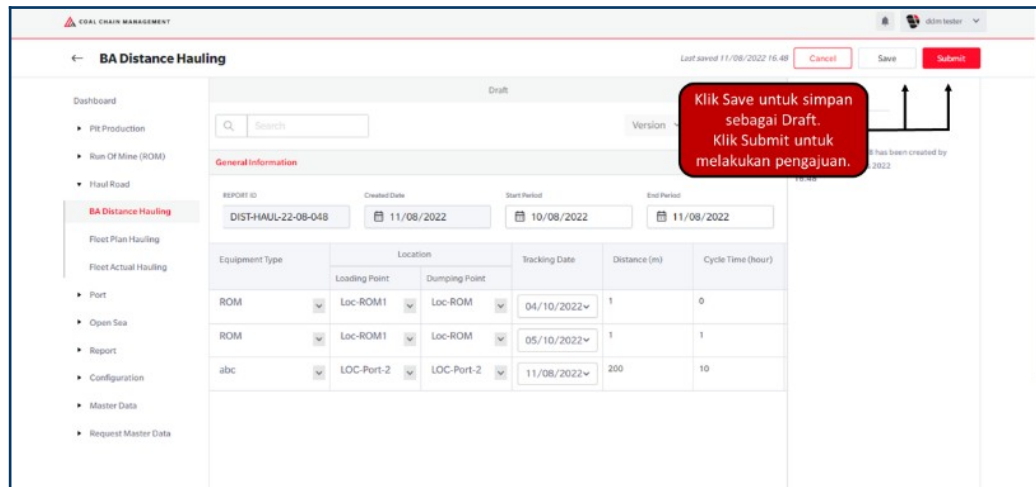 COAL CHAIN MANAGEMENT
ddm tester
BA Distance Hauling
Last saved 11/08/2022 16.48
Cancel
Save
Submit
Dashboard
Pit Production
Run Of Mine (ROM)
Haul Road
BA Distance Hauling
Fleet Plan Hauling
Fleet Actual Hauling
Port
Open Sea
Report
Configuration
Master Data
Request Master Data
Draft
Search
Version
Klik Save untuk simpan
sebagai Draft.
Klik Submit untuk
melakukan pengajuan.
8 has been created by
2022
16.48
General Information
REPORT ID
Created Date
Start Period
End Period
DIST-HAUL-22-08-048
11/08/2022
10/08/2022
11/08/2022
Equipment Type
Location
Tracking Date
Distance (m)
Cycle Time (hour)
Loading Point
Dumping Point
ROM Loc-ROM1 Loc-ROM 04/10/2022 1 0
ROM Loc-ROM1 Loc-ROM 05/10/2022 1 1
abc LOC-Port-2 LOC-Port-2 11/08/2022 200 10